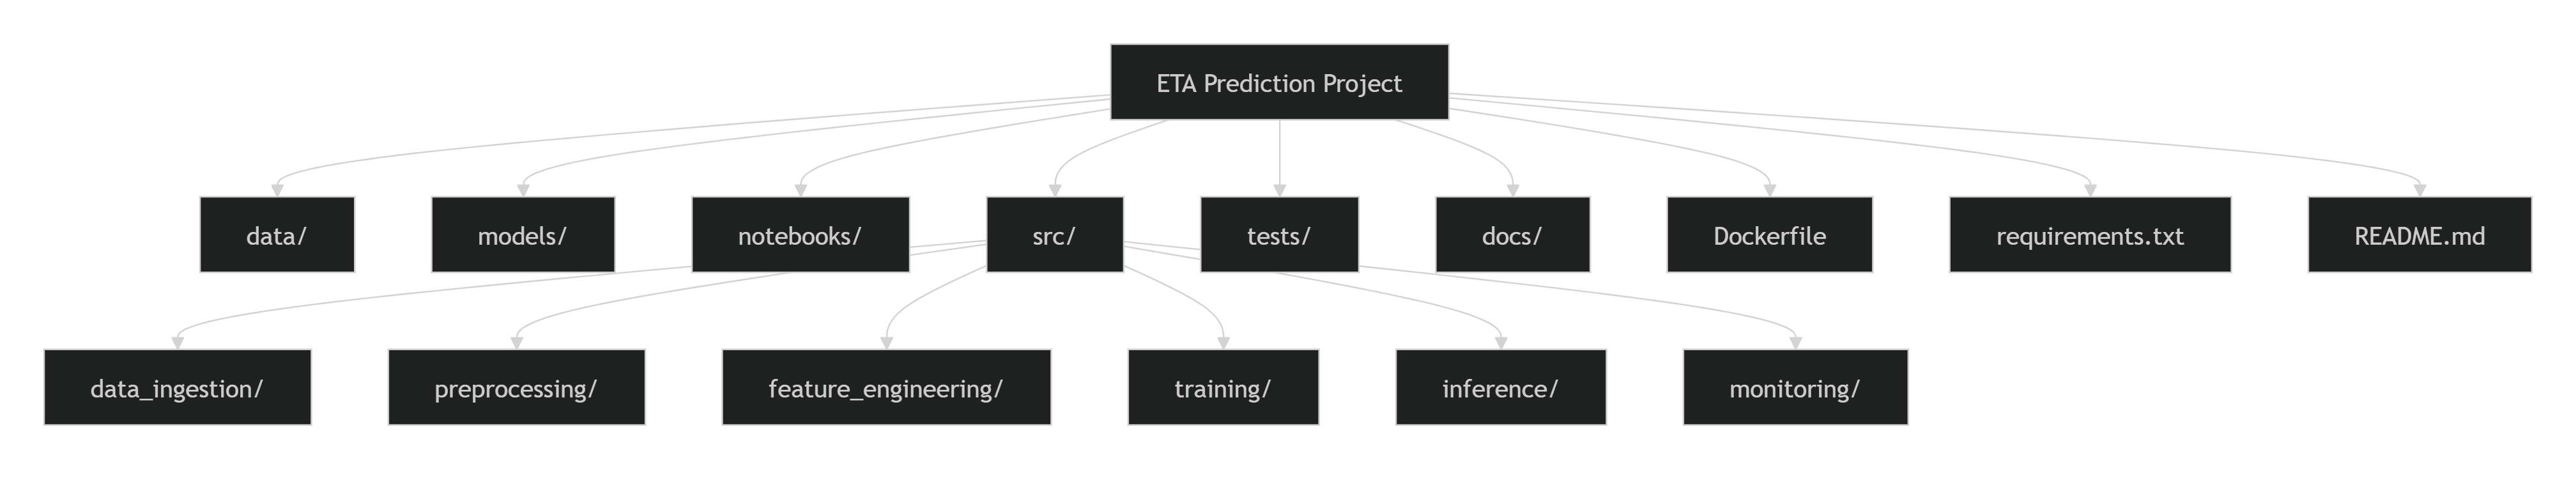 ETA Prediction Project
data/
models/
notebooks/
src/
tests/
docs/
Dockerfile
requirements.txt
README.md
data_ingestion/
preprocessing/
feature_engineering/
training/
inference/
monitoring/